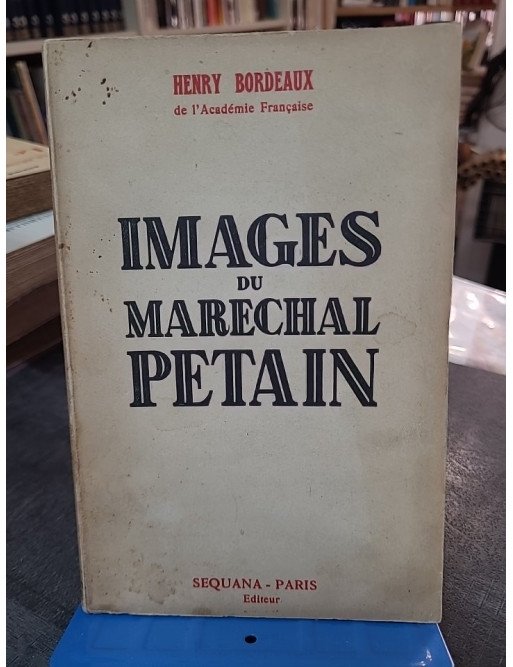 HENRY BORDEAUX
de l'Académie Française
IMAGES
DU
MARECHAL
PETAIN
SEQUANA - PARIS
Editeur